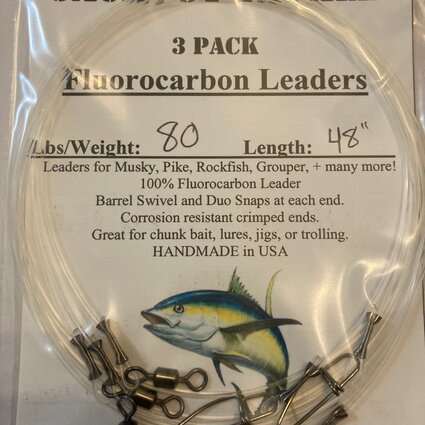 3 PACK
Fluorocarbon Leaders
Lbs/Weight: 80 Length: 48"
Leaders for Musky, Pike, Rockfish, Grouper, + many more!
100% Fluorocarbon Leader
Barrel Swivel and Duo Snaps at each end.
Corrosion resistant crimped ends.
Great for chunk bait, lures, jigs, or trolling.
HANDMADE in USA